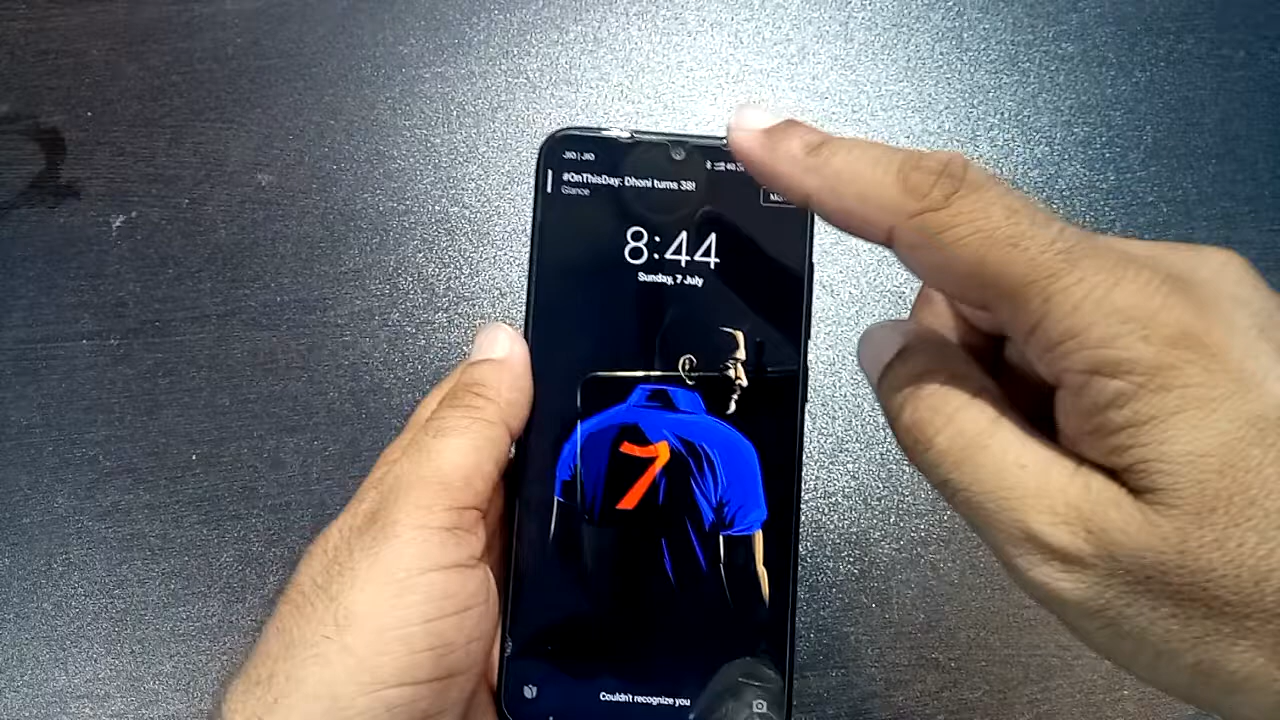 JIO | JIO
#OnThisDay: Dhoni turns 38!
Glance
8:44
Sunday, 7 July
7
Couldn't recognize you